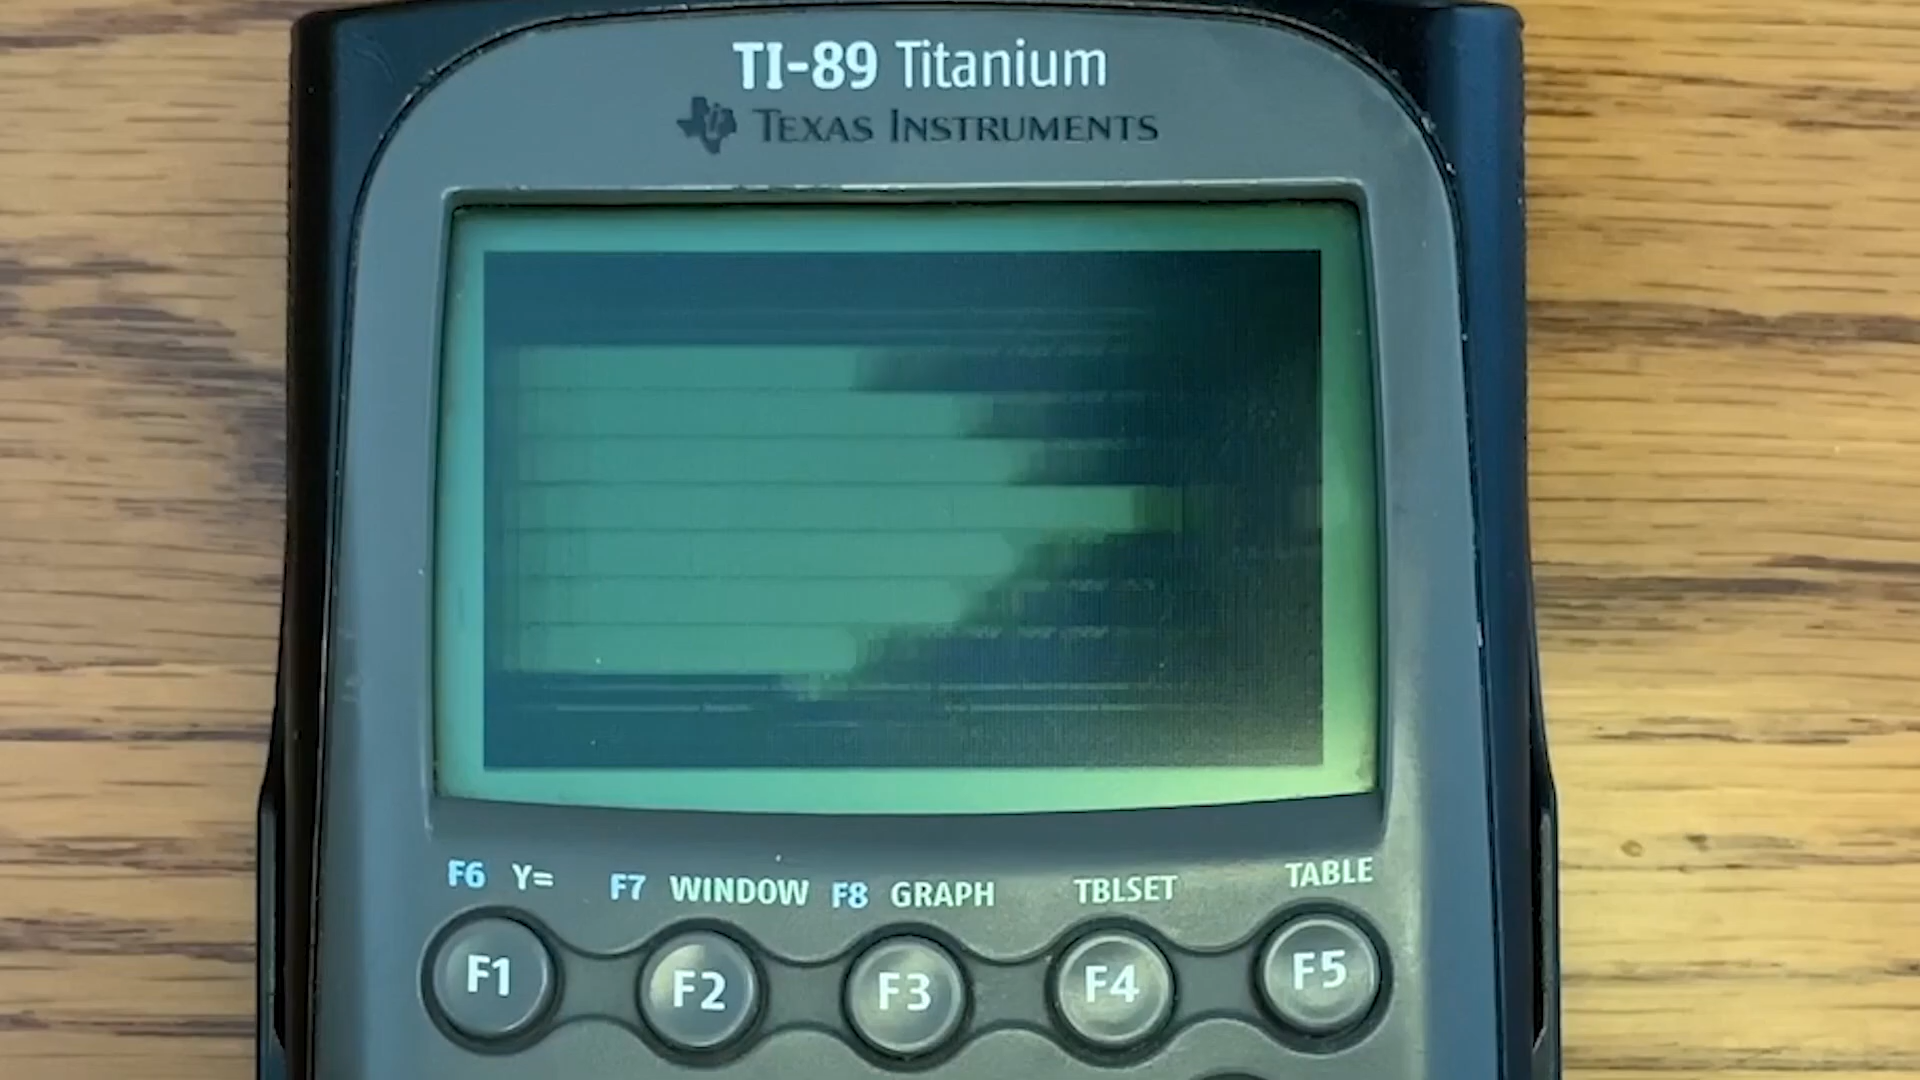 TI-89 Titanium
TEXAS INSTRUMENTS
F6 Y= F7 WINDOW F8 GRAPH TBLSET TABLE
F1 F2 F3 F4 F5